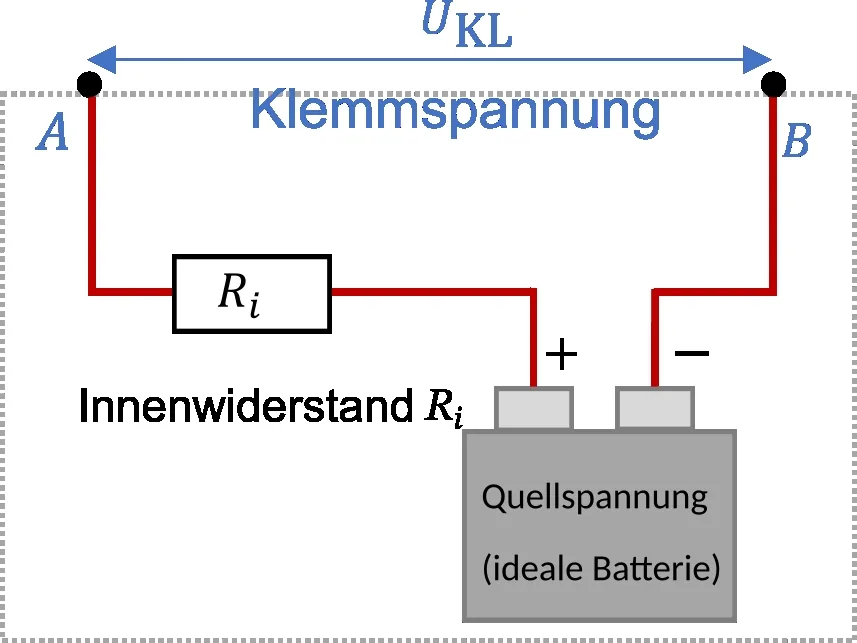 U_KL
Klemmspannung
A
B
R_i
+
−
Innenwiderstand R_i
Quellspannung
(ideale Batterie)